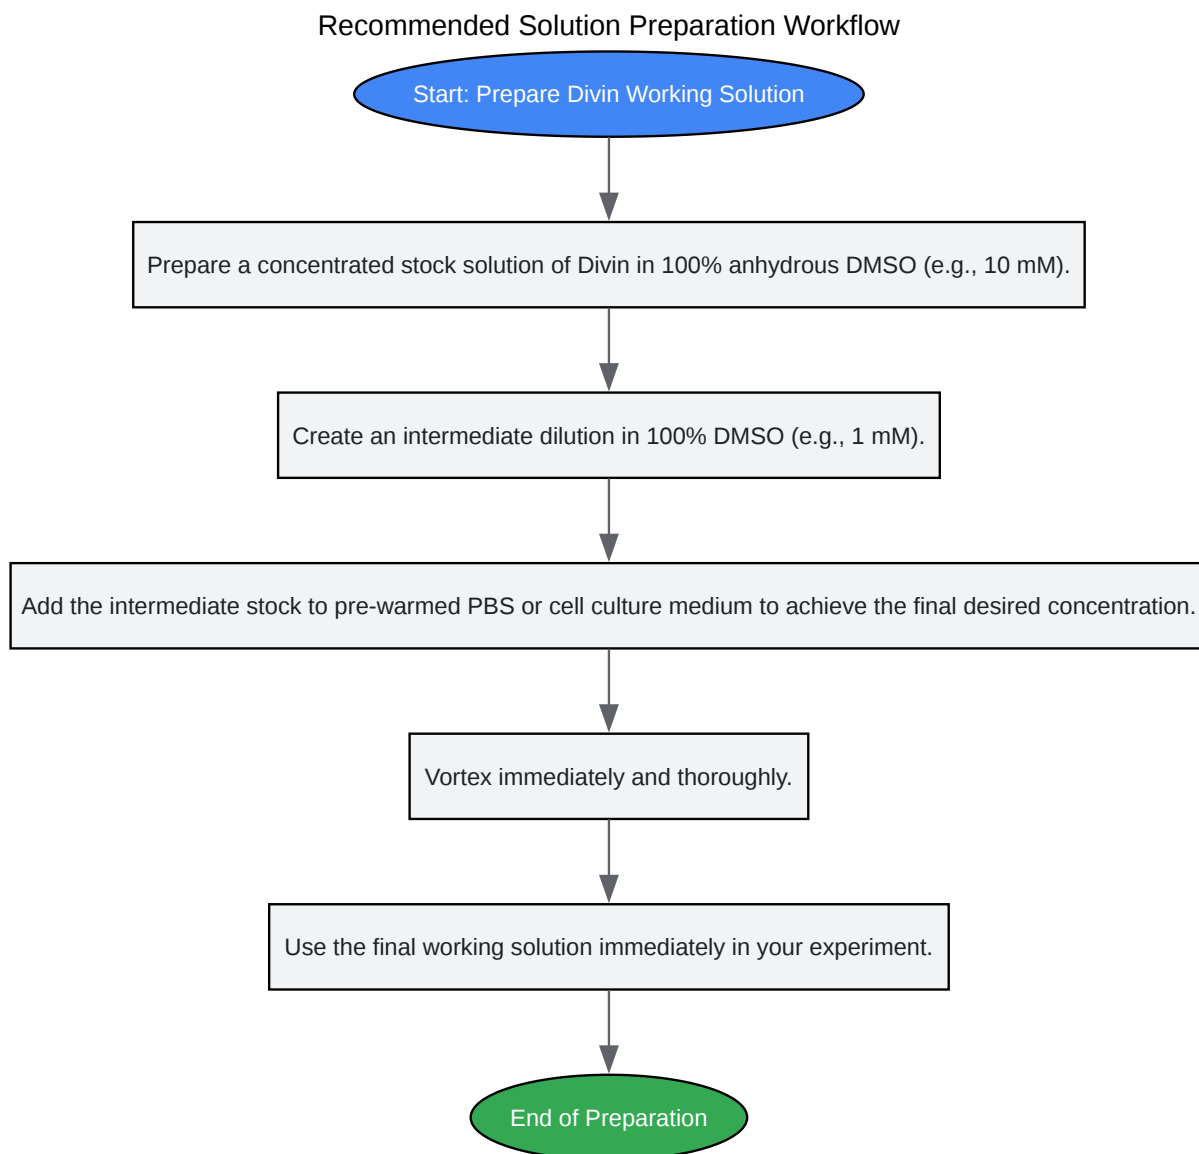 Recommended Solution Preparation Workflow
Start: Prepare Divin Working Solution
Prepare a concentrated stock solution of Divin in 100% anhydrous DMSO (e.g., 10 mM).
Create an intermediate dilution in 100% DMSO (e.g., 1 mM).
Add the intermediate stock to pre-warmed PBS or cell culture medium to achieve the final desired concentration.
Vortex immediately and thoroughly.
Use the final working solution immediately in your experiment.
End of Preparation